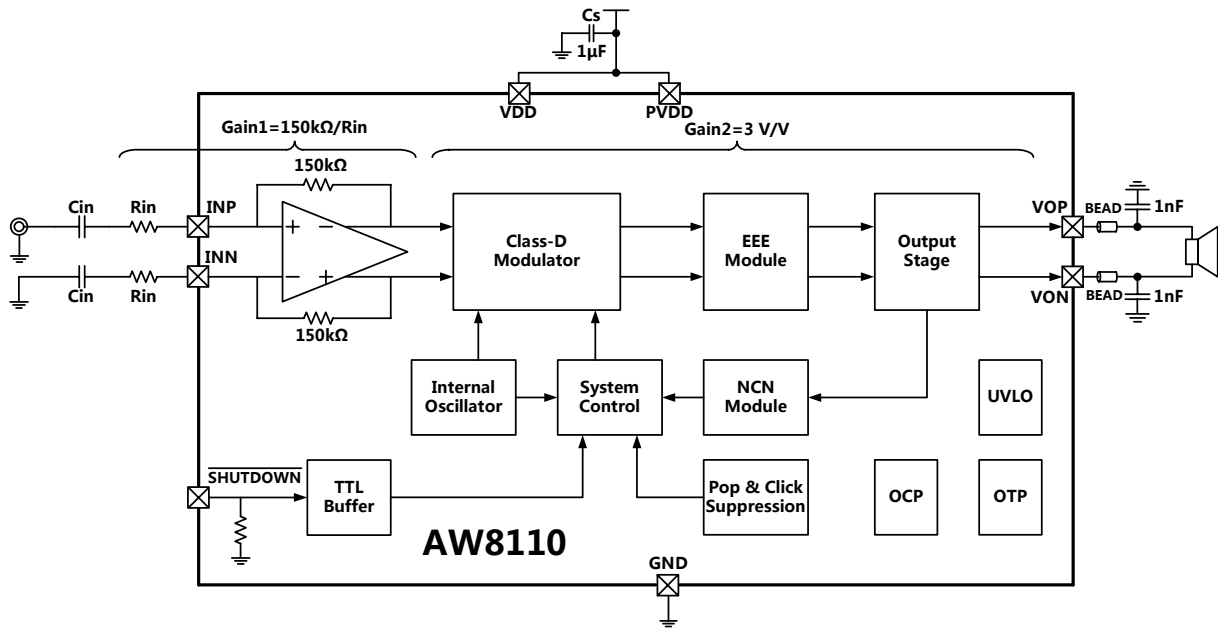 Cs
1μF
VDD
PVDD
Gain1=150kΩ/Rin
Gain2=3 V/V
150kΩ
Cin
Rin
INP
Class-D
Modulator
EEE
Module
Output
Stage
VOP
BEAD
1nF
INN
Cin
Rin
150kΩ
VON
BEAD
1nF
Internal
Oscillator
System
Control
NCN
Module
UVLO
SHUTDOWN
TTL
Buffer
Pop & Click
Suppression
OCP
OTP
AW8110
GND